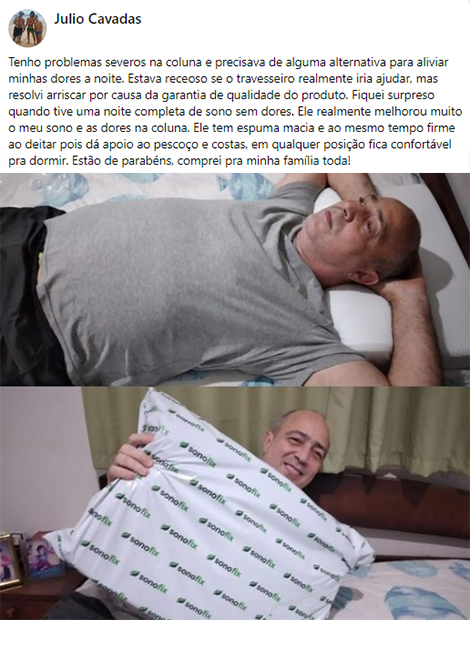 Julio Cavadas
Tenho problemas severos na coluna e precisava de alguma alternativa para aliviar
minhas dores a noite. Estava receoso se o travesseiro realmente iria ajudar, mas
resolvi arriscar por causa da garantia de qualidade do produto. Fiquei surpreso
quando tive uma noite completa de sono sem dores. Ele realmente melhorou muito
o meu sono e as dores na coluna. Ele tem espuma macia e ao mesmo tempo firme
ao deitar pois dá apoio ao pescoço e costas, em qualquer posição fica confortável
pra dormir. Estão de parabéns, comprei pra minha família toda!
sonofix